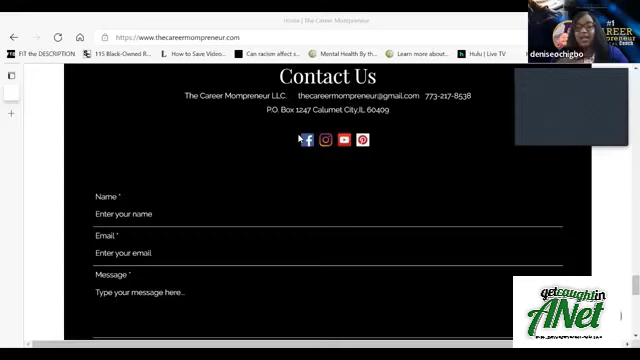 Home | The Career Mompreneur
https://www.thecareermompreneur.com
FIT the DESCRIPTION
115 Black-Owned R...
How to Save Video...
Can racism affect s...
Mental Health By th...
Learn more about...
Hulu | Live TV
#1
CAREER
deniseochigbo
Contact Us
The Career Mompreneur LLC. thecareermompreneur@gmail.com 773-217-8538
P.O. Box 1247 Calumet City,IL 60409
Name *
Enter your name
Email *
Enter your email
Message *
Type your message here...
getcaughtin
ANet